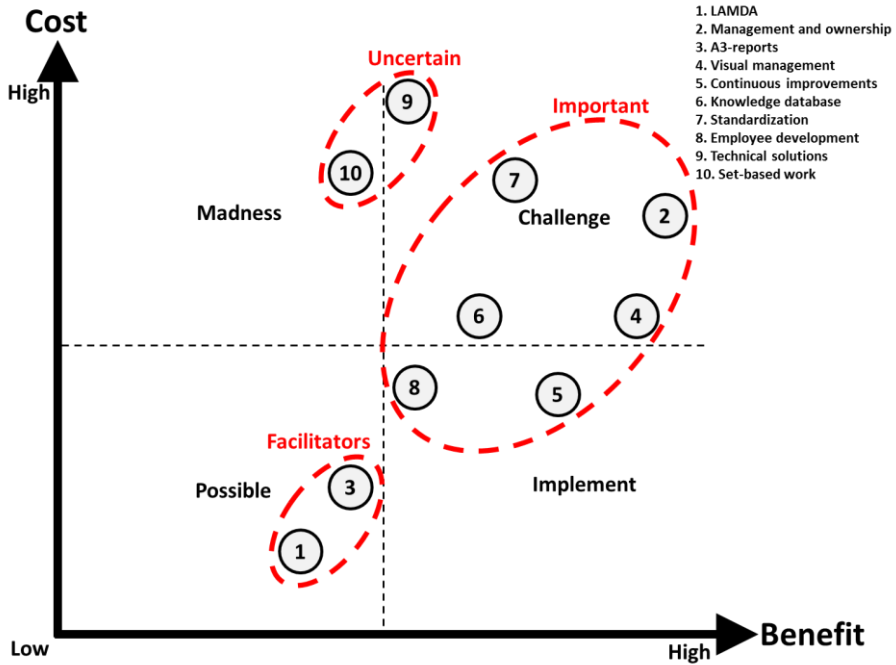 Cost
High
Uncertain
9
10
Madness
Important
7
Challenge
2
6
4
8
5
Facilitators
Possible
3
1
Implement
Low
High
Benefit
1. LAMDA
2. Management and ownership
3. A3-reports
4. Visual management
5. Continuous improvements
6. Knowledge database
7. Standardization
8. Employee development
9. Technical solutions
10. Set-based work